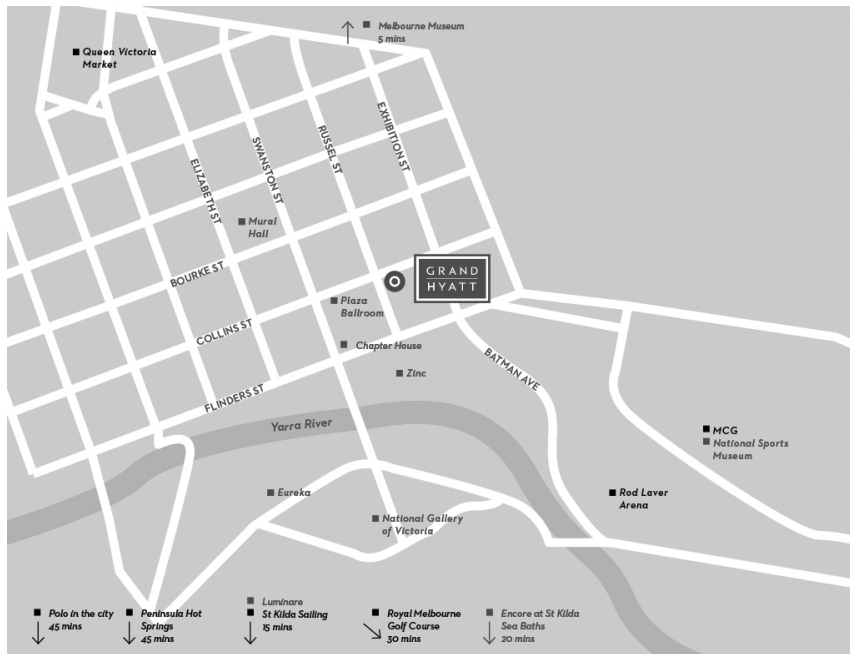 Melbourne Museum
5 mins
Queen Victoria
Market
EXHIBITION ST
RUSSEL ST
SWANSTON ST
ELIZABETH ST
Mural
Hall
BOURKE ST
GRAND
HYATT
Plaza
Ballroom
COLLINS ST
Chapter House
BATMAN AVE
Zinc
FLINDERS ST
Yarra River
MCG
National Sports
Museum
Eureka
Rod Laver
Arena
National Gallery
of Victoria
Polo in the city
45 mins
Peninsula Hot
Springs
45 mins
Luminare
St Kilda Sailing
15 mins
Royal Melbourne
Golf Course
30 mins
Encore at St Kilda
Sea Baths
20 mins